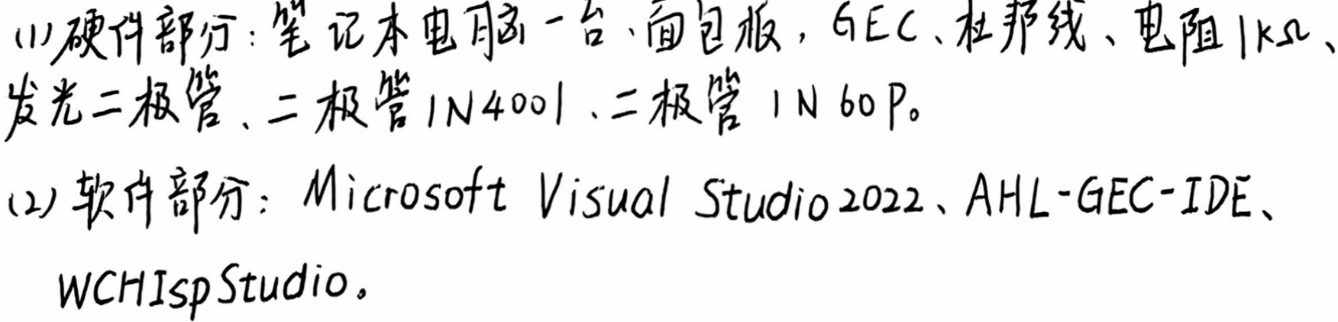 (1)硬件部分:笔记本电脑一台、面包板,GEC、杜邦线、电阻1kΩ、
发光二极管、二极管1N4001、二极管1N60P。
(2)软件部分:Microsoft Visual Studio2022、AHL-GEC-IDE、
WCHIspStudio。